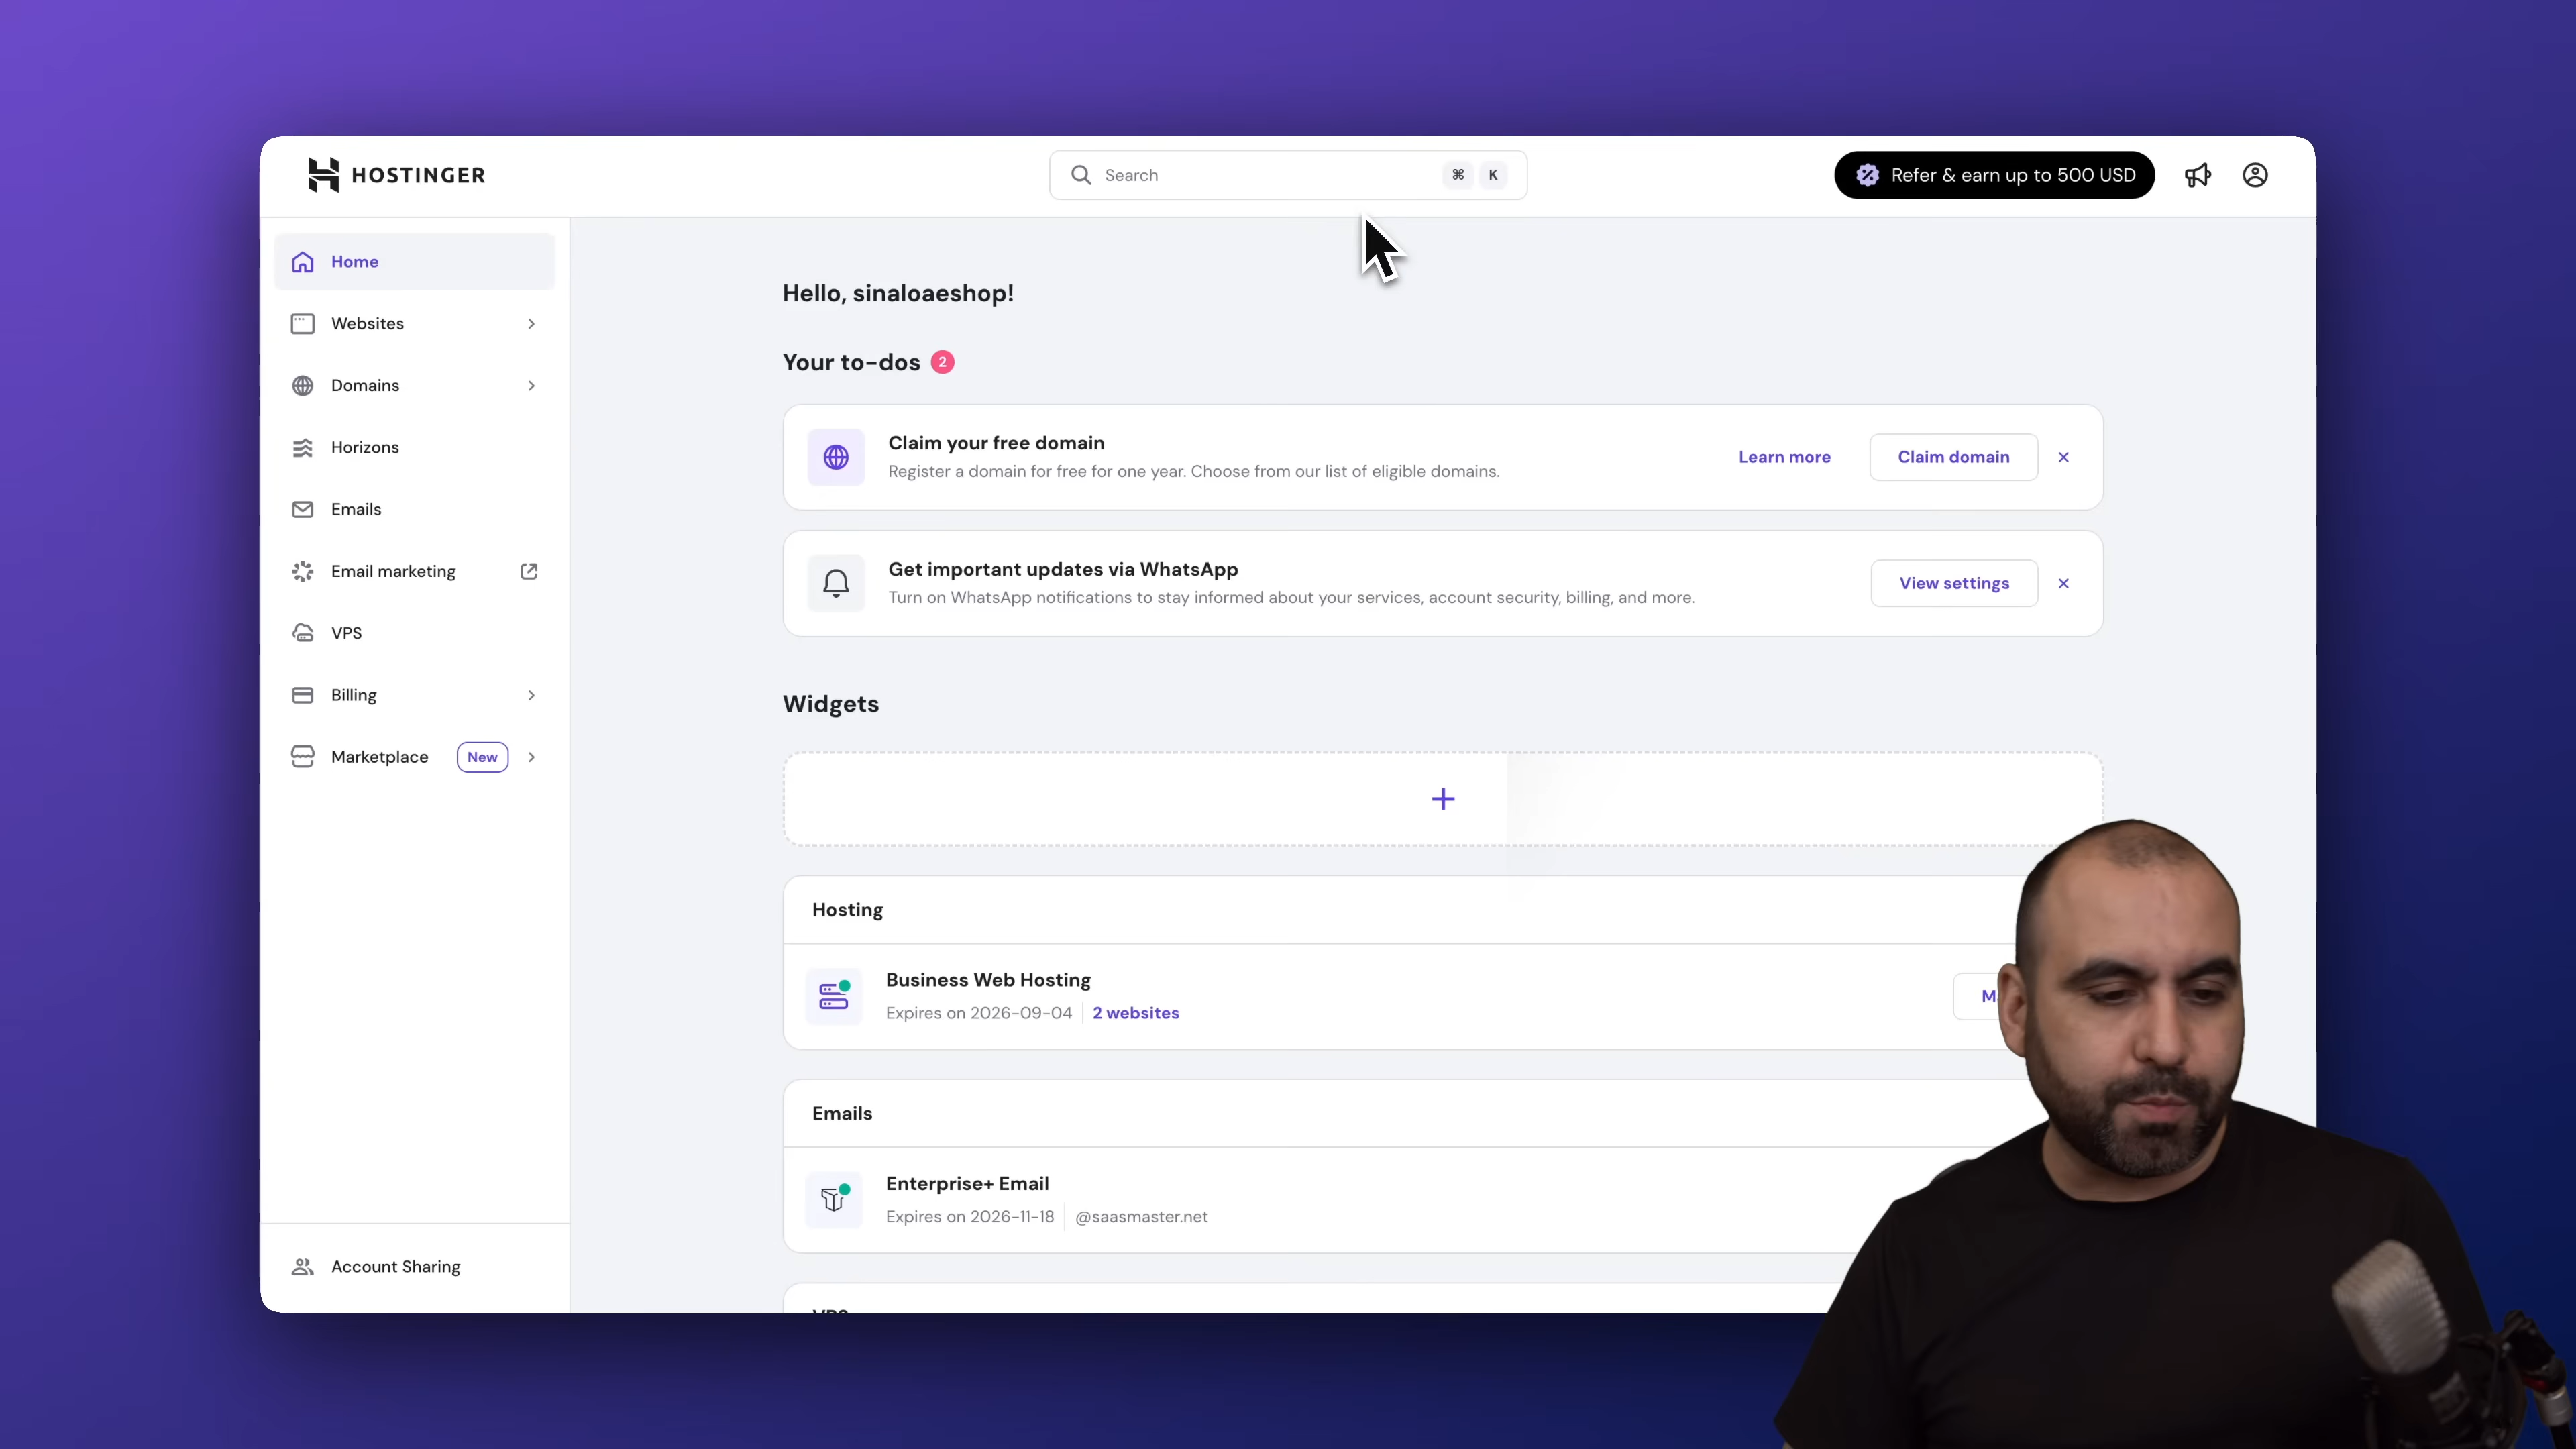 HOSTINGER
Search
⌘ K
Refer & earn up to 500 USD
Home
Websites
Domains
Horizons
Emails
Email marketing
VPS
Billing
Marketplace New
Account Sharing
Hello, sinaloaeshop!
Your to-dos 2
Claim your free domain
Register a domain for free for one year. Choose from our list of eligible domains.
Learn more
Claim domain
Get important updates via WhatsApp
Turn on WhatsApp notifications to stay informed about your services, account security, billing, and more.
View settings
Widgets
Hosting
Business Web Hosting
Expires on 2026-09-04
2 websites
Emails
Enterprise+ Email
Expires on 2026-11-18
@saasmaster.net
VPS